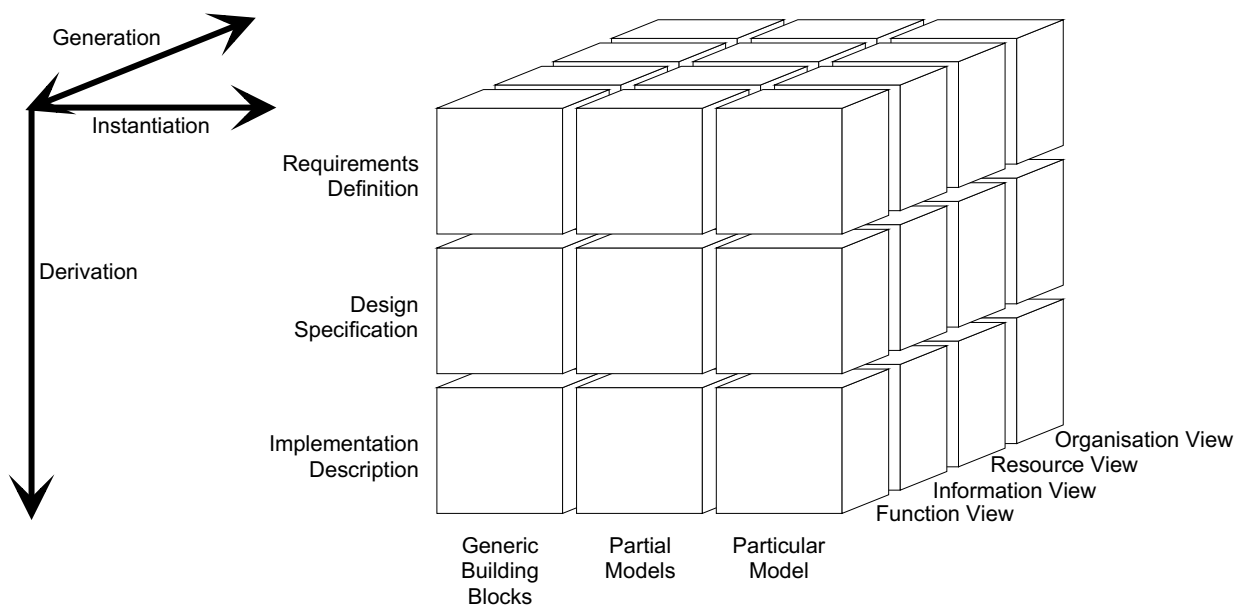 Generation
Instantiation
Derivation
Requirements
Definition
Design
Specification
Implementation
Description
Organisation View
Resource View
Information View
Function View
Generic
Building
Blocks
Partial
Models
Particular
Model